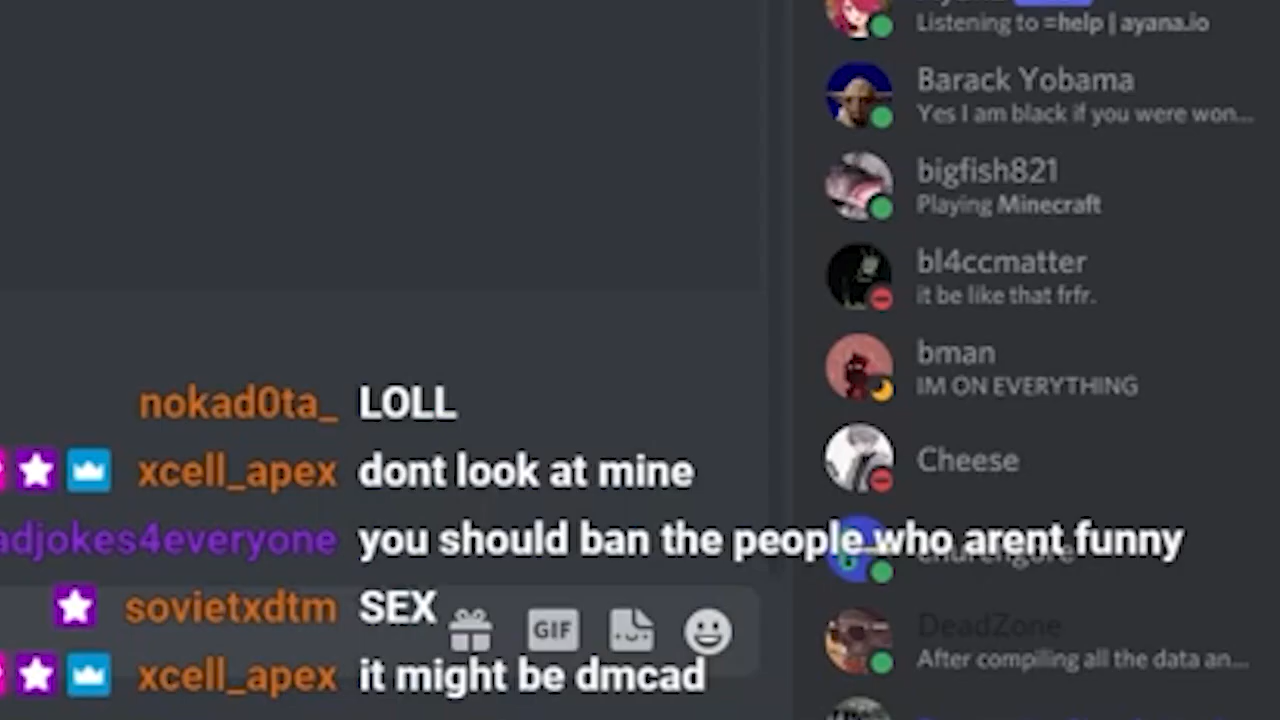 Listening to =help | ayana.io
Barack Yobama
Yes I am black if you were won...
bigfish821
Playing Minecraft
bl4ccmatter
it be like that frfr.
bman
IM ON EVERYTHING
Cheese
DeadZone
After compiling all the data an...
nokad0ta_ LOLL
xcell_apex dont look at mine
adjokes4everyone you should ban the people who arent funny
sovietxdtm SEX
GIF
xcell_apex it might be dmcad